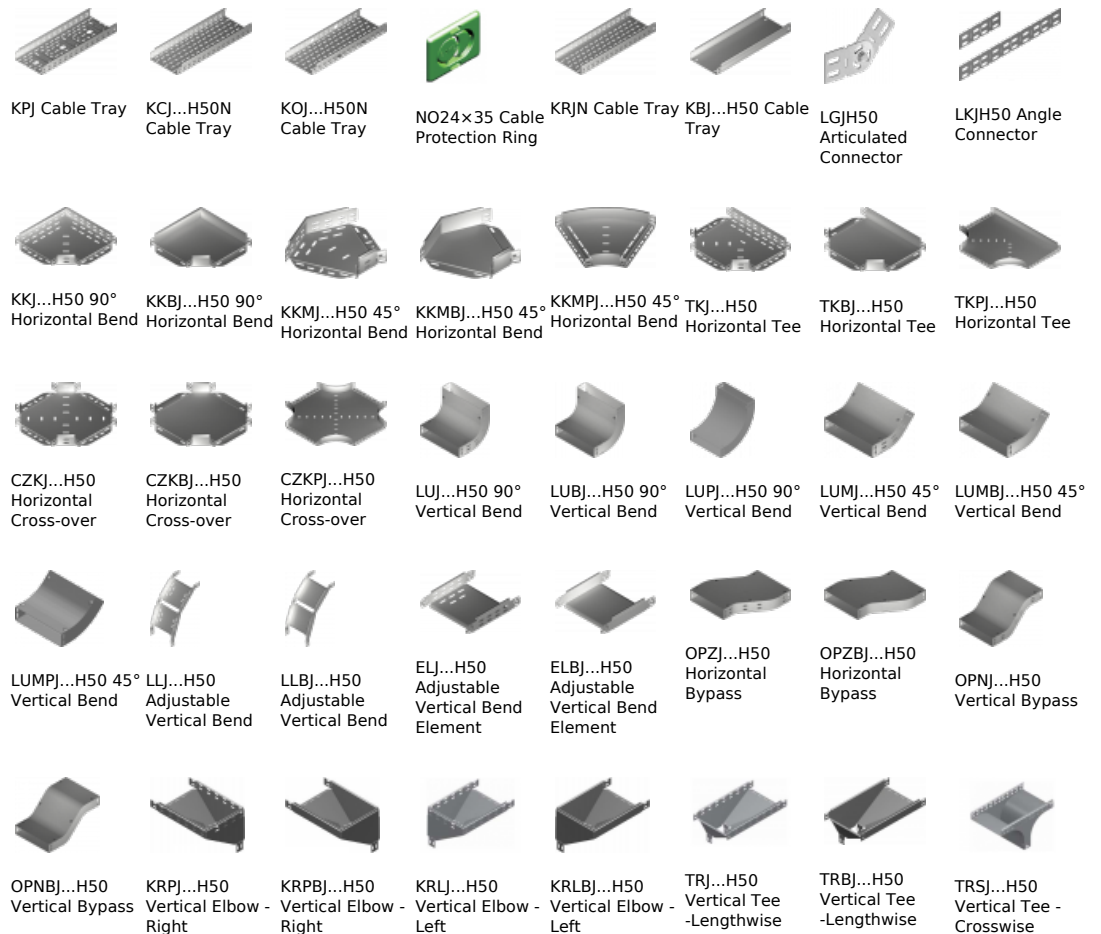 KPJ Cable Tray
KCJ...H50N
Cable Tray
KOJ...H50N
Cable Tray
NO24×35 Cable
Protection Ring
KRJN Cable Tray
KBJ...H50 Cable
Tray
LGJH50
Articulated
Connector
LKJH50 Angle
Connector
KKJ...H50 90°
Horizontal Bend
KKBJ...H50 90°
Horizontal Bend
KKMJ...H50 45°
Horizontal Bend
KKMBJ...H50 45°
Horizontal Bend
KKMPJ...H50 45°
Horizontal Bend
TKJ...H50
Horizontal Tee
TKBJ...H50
Horizontal Tee
TKPJ...H50
Horizontal Tee
CZKJ...H50
Horizontal
Cross-over
CZKBJ...H50
Horizontal
Cross-over
CZKPJ...H50
Horizontal
Cross-over
LUJ...H50 90°
Vertical Bend
LUBJ...H50 90°
Vertical Bend
LUPJ...H50 90°
Vertical Bend
LUMJ...H50 45°
Vertical Bend
LUMBJ...H50 45°
Vertical Bend
LUMPJ...H50 45°
Vertical Bend
LLJ...H50
Adjustable
Vertical Bend
LLBJ...H50
Adjustable
Vertical Bend
ELJ...H50
Adjustable
Vertical Bend
Element
ELBJ...H50
Adjustable
Vertical Bend
Element
OPZJ...H50
Horizontal
Bypass
OPZBJ...H50
Horizontal
Bypass
OPNJ...H50
Vertical Bypass
OPNBJ...H50
Vertical Bypass
KRPJ...H50
Vertical Elbow -
Right
KRPBJ...H50
Vertical Elbow -
Right
KRLJ...H50
Vertical Elbow -
Left
KRLBJ...H50
Vertical Elbow -
Left
TRJ...H50
Vertical Tee
-Lengthwise
TRBJ...H50
Vertical Tee
-Lengthwise
TRSJ...H50
Vertical Tee -
Crosswise